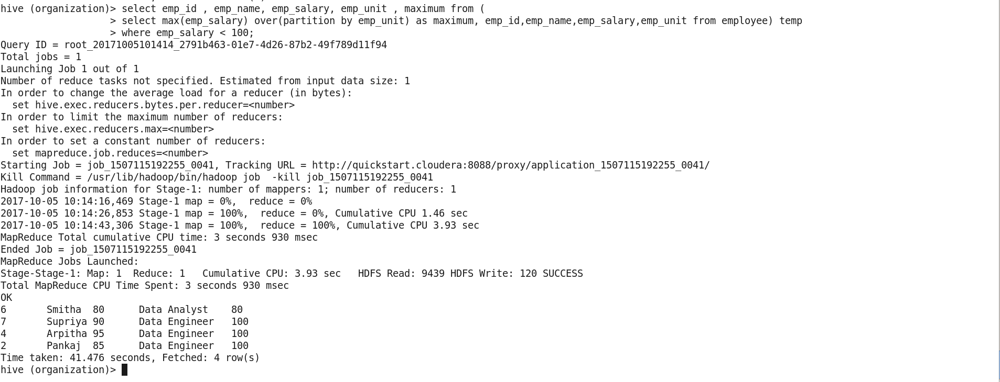 hive (organization)> select emp_id , emp_name, emp_salary, emp_unit , maximum from (
                   > select max(emp_salary) over(partition by emp_unit) as maximum, emp_id,emp_name,emp_salary,emp_unit from employee) temp
                   > where emp_salary < 100;
Query ID = root_20171005101414_2791b463-01e7-4d26-87b2-49f789d11f94
Total jobs = 1
Launching Job 1 out of 1
Number of reduce tasks not specified. Estimated from input data size: 1
In order to change the average load for a reducer (in bytes):
  set hive.exec.reducers.bytes.per.reducer=<number>
In order to limit the maximum number of reducers:
  set hive.exec.reducers.max=<number>
In order to set a constant number of reducers:
  set mapreduce.job.reduces=<number>
Starting Job = job_1507115192255_0041, Tracking URL = http://quickstart.cloudera:8088/proxy/application_1507115192255_0041/
Kill Command = /usr/lib/hadoop/bin/hadoop job  -kill job_1507115192255_0041
Hadoop job information for Stage-1: number of mappers: 1; number of reducers: 1
2017-10-05 10:14:16,469 Stage-1 map = 0%,  reduce = 0%
2017-10-05 10:14:26,853 Stage-1 map = 100%,  reduce = 0%, Cumulative CPU 1.46 sec
2017-10-05 10:14:43,306 Stage-1 map = 100%,  reduce = 100%, Cumulative CPU 3.93 sec
MapReduce Total cumulative CPU time: 3 seconds 930 msec
Ended Job = job_1507115192255_0041
MapReduce Jobs Launched:
Stage-Stage-1: Map: 1  Reduce: 1   Cumulative CPU: 3.93 sec   HDFS Read: 9439 HDFS Write: 120 SUCCESS
Total MapReduce CPU Time Spent: 3 seconds 930 msec
OK
6       Smitha  80      Data Analyst    80
7       Supriya 90      Data Engineer   100
4       Arpitha 95      Data Engineer   100
2       Pankaj  85      Data Engineer   100
Time taken: 41.476 seconds, Fetched: 4 row(s)
hive (organization)>